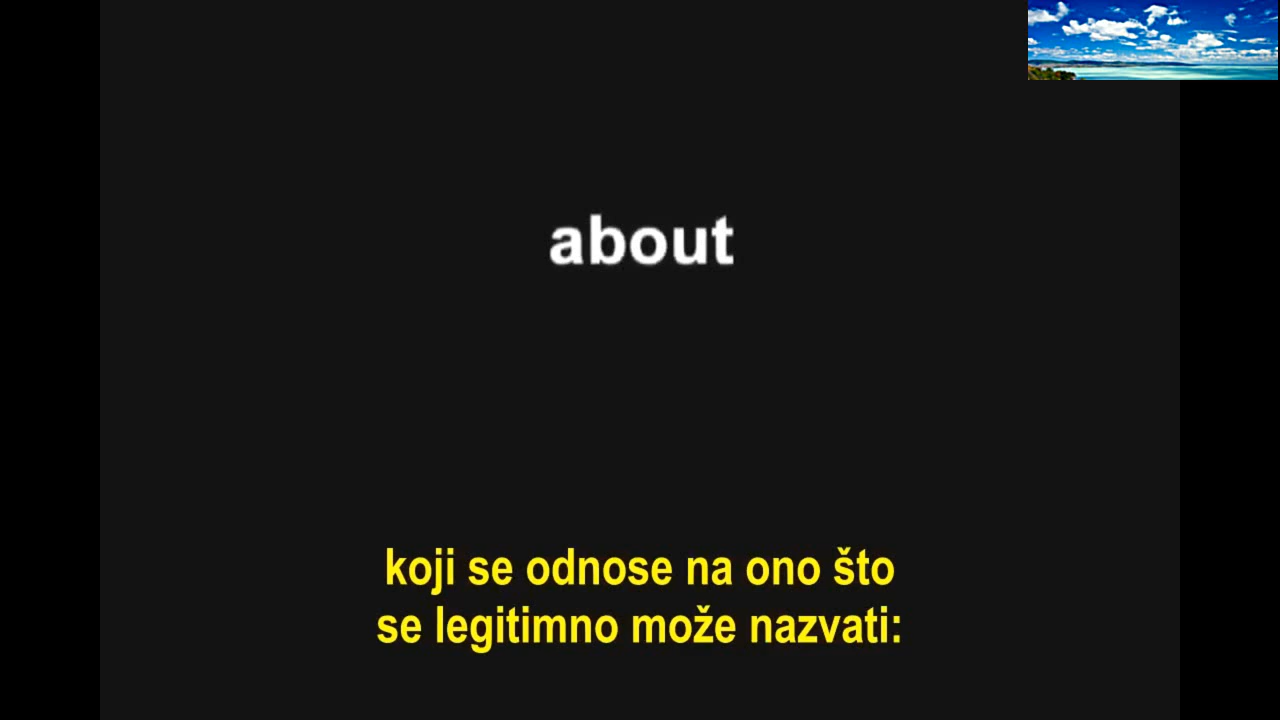 about
koji se odnose na ono što
se legitimno može nazvati: